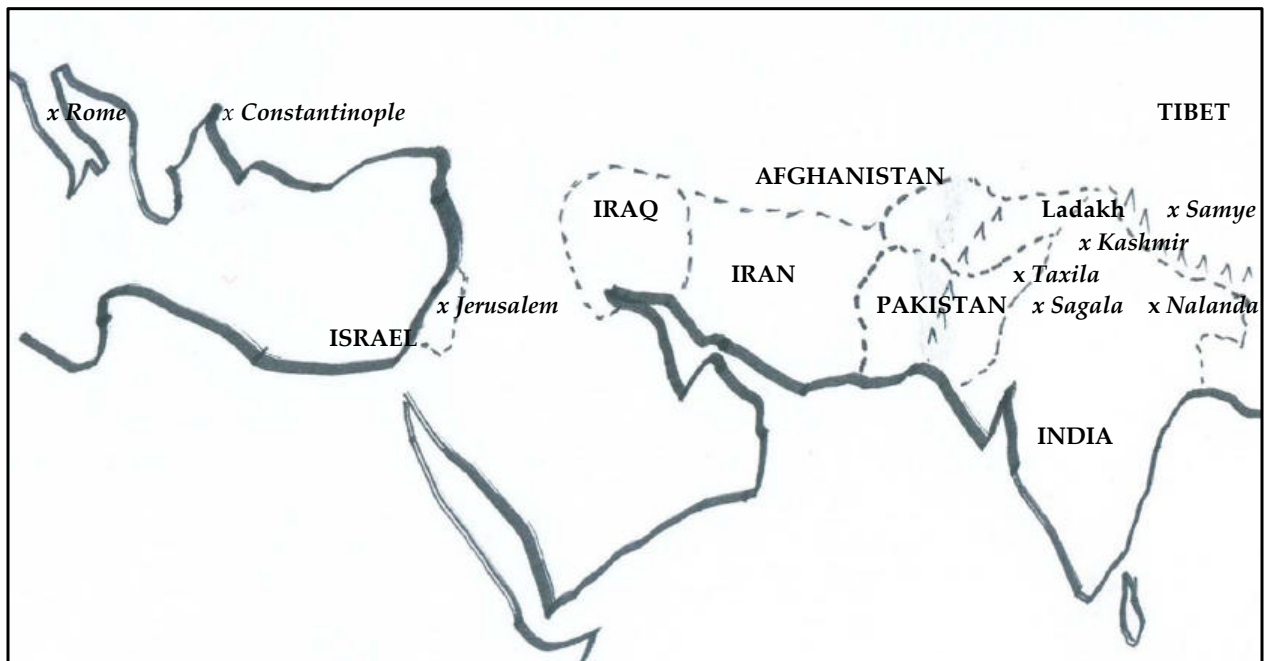 x Rome
x Constantinople
TIBET
AFGHANISTAN
IRAQ
Ladakh
x Samye
x Kashmir
IRAN
x Taxila
x Jerusalem
PAKISTAN
x Sagala
x Nalanda
ISRAEL
INDIA